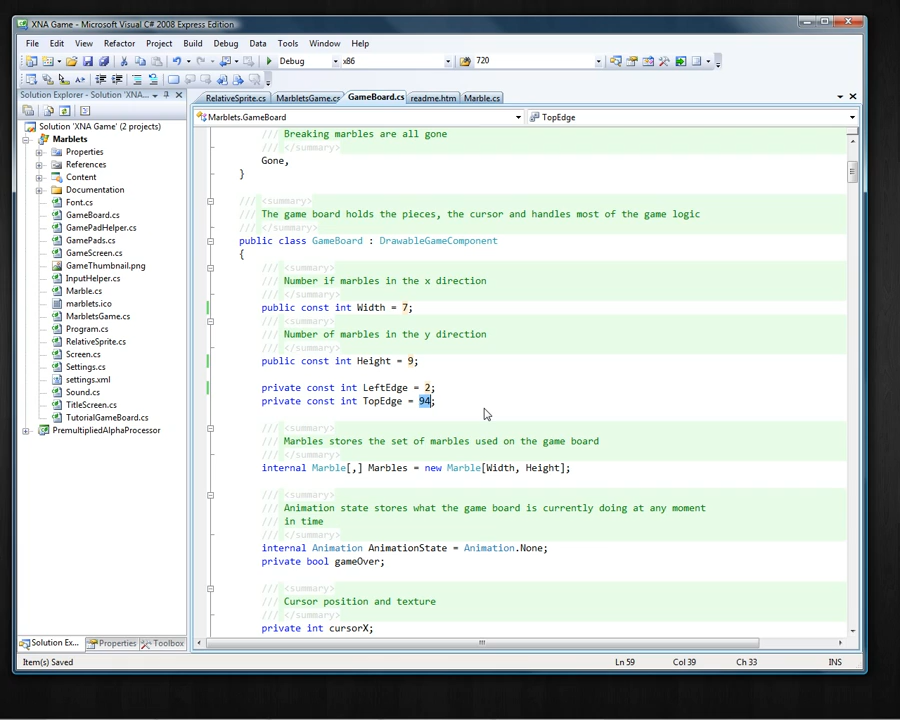 XNA Game - Microsoft Visual C# 2008 Express Edition
File Edit View Refactor Project Build Debug Data Tools Window Help
Debug x86 720
Solution Explorer - Solution 'XNA... RelativeSprite.cs MarbletsGame.cs GameBoard.cs readme.htm Marble.cs
Marblets.GameBoard TopEdge
Solution 'XNA Game' (2 projects)
Marblets
Properties
References
Content
Documentation
Font.cs
GameBoard.cs
GamePadHelper.cs
GamePads.cs
GameScreen.cs
GameThumbnail.png
InputHelper.cs
Marble.cs
marblets.ico
MarbletsGame.cs
Program.cs
RelativeSprite.cs
Screen.cs
Settings.cs
settings.xml
Sound.cs
TitleScreen.cs
TutorialGameBoard.cs
PremultipliedAlphaProcessor
/// Breaking marbles are all gone
/// </summary>
Gone,
}
/// <summary>
/// The game board holds the pieces, the cursor and handles most of the game logic
/// </summary>
public class GameBoard : DrawableGameComponent
{
/// <summary>
/// Number if marbles in the x direction
/// </summary>
public const int Width = 7;
/// <summary>
/// Number of marbles in the y direction
/// </summary>
public const int Height = 9;
private const int LeftEdge = 2;
private const int TopEdge = 94;
/// <summary>
/// Marbles stores the set of marbles used on the game board
/// </summary>
internal Marble[,] Marbles = new Marble[Width, Height];
/// <summary>
/// Animation state stores what the game board is currently doing at any moment
/// in time
/// </summary>
internal Animation AnimationState = Animation.None;
private bool gameOver;
/// <summary>
/// Cursor position and texture
/// </summary>
private int cursorX;
Solution Ex... Properties Toolbox
Item(s) Saved Ln 59 Col 39 Ch 33 INS